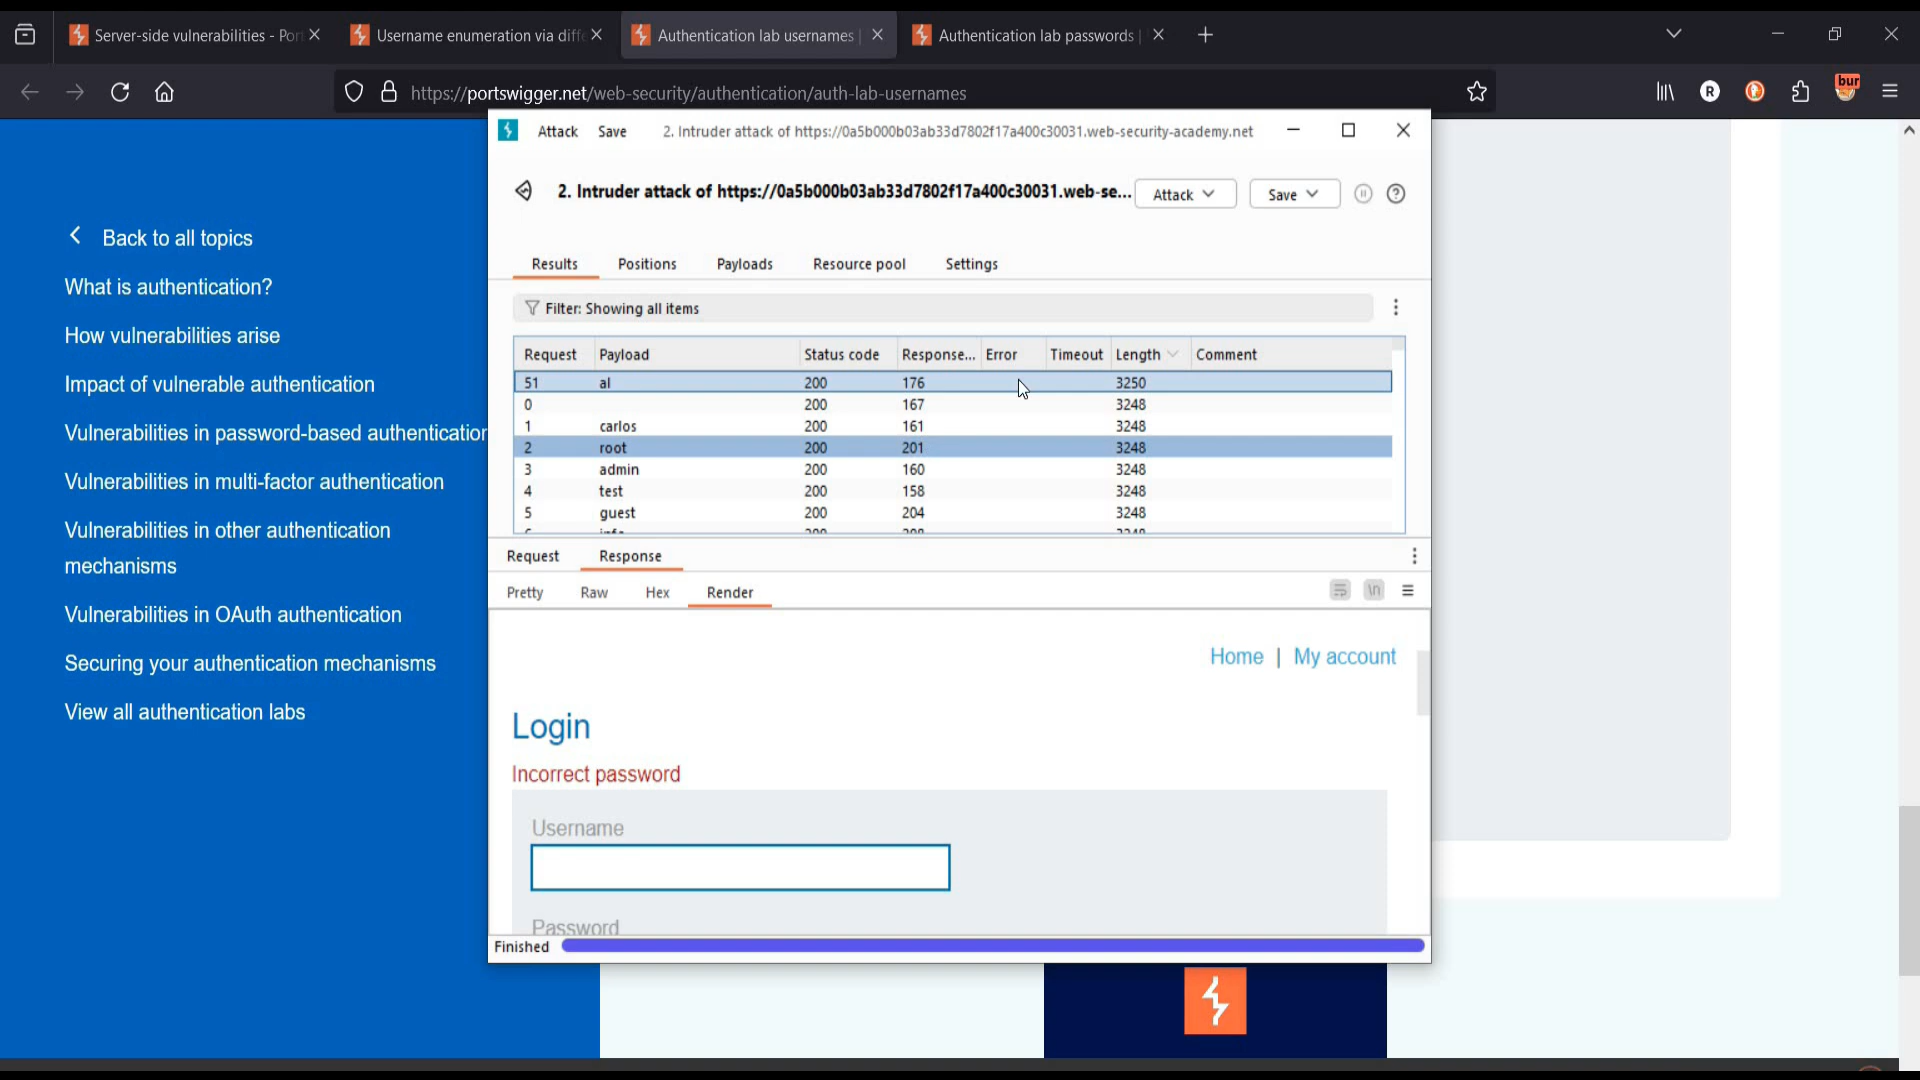 Server-side vulnerabilities - Por
Username enumeration via diff
Authentication lab usernames |
Authentication lab passwords |
https://portswigger.net/web-security/authentication/auth-lab-usernames
R
bur
Back to all topics
What is authentication?
How vulnerabilities arise
Impact of vulnerable authentication
Vulnerabilities in password-based authentication
Vulnerabilities in multi-factor authentication
Vulnerabilities in other authentication
mechanisms
Vulnerabilities in OAuth authentication
Securing your authentication mechanisms
View all authentication labs
Attack Save 2. Intruder attack of https://0a5b000b03ab33d7802f17a400c30031.web-security-academy.net
2. Intruder attack of https://0a5b000b03ab33d7802f17a400c30031.web-se... Attack Save
Results Positions Payloads Resource pool Settings
Filter: Showing all items
Request Payload Status code Response... Error Timeout Length Comment
51 al 200 176 3250
0 200 167 3248
1 carlos 200 161 3248
2 root 200 201 3248
3 admin 200 160 3248
4 test 200 158 3248
5 guest 200 204 3248
Request Response
Pretty Raw Hex Render
\n
Home | My account
Login
Incorrect password
Username
Password
Finished